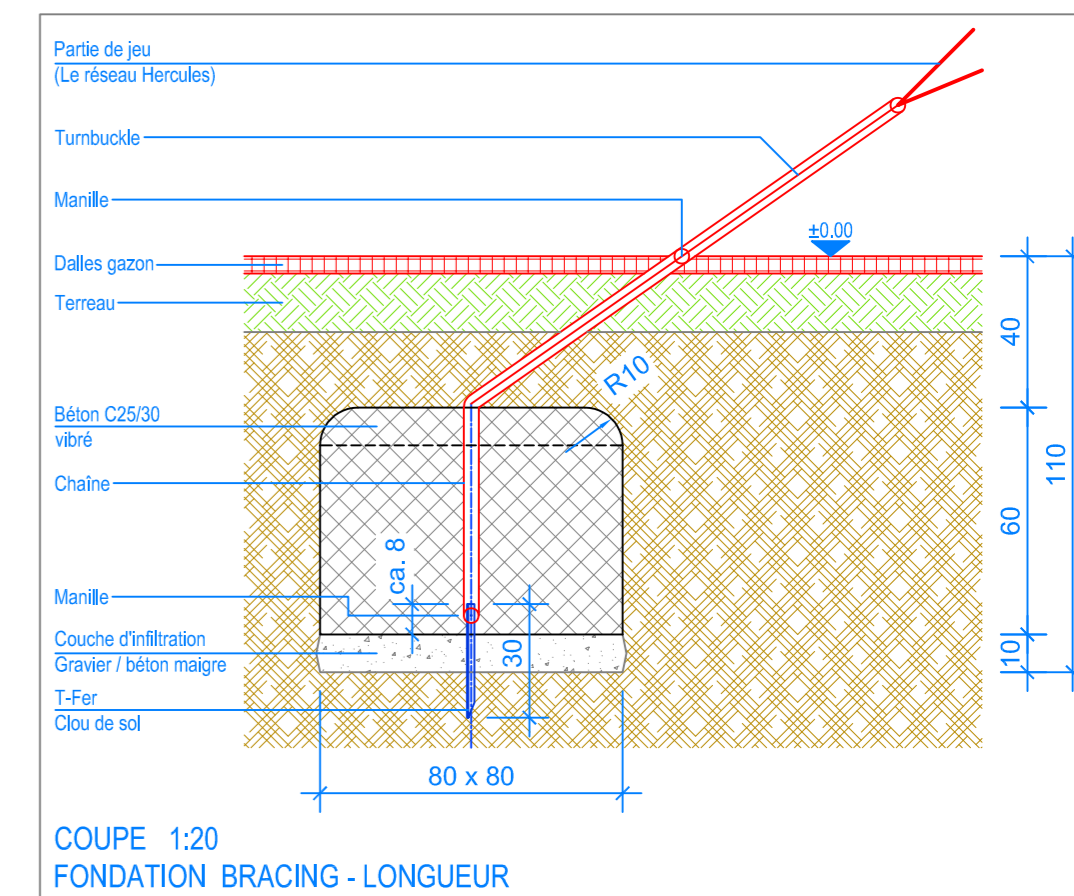 Partie de jeu
(Le réseau Hercules)
Turnbuckle
Manille
±0.00
Dalles gazon
Terreau
40
R10
Béton C25/30
vibré
110
Chaîne
60
ca. 8
Manille
Couche d'infiltration
Gravier / béton maigre
30
10
T-Fer
Clou de sol
80 x 80
COUPE 1:20
FONDATION BRACING - LONGUEUR